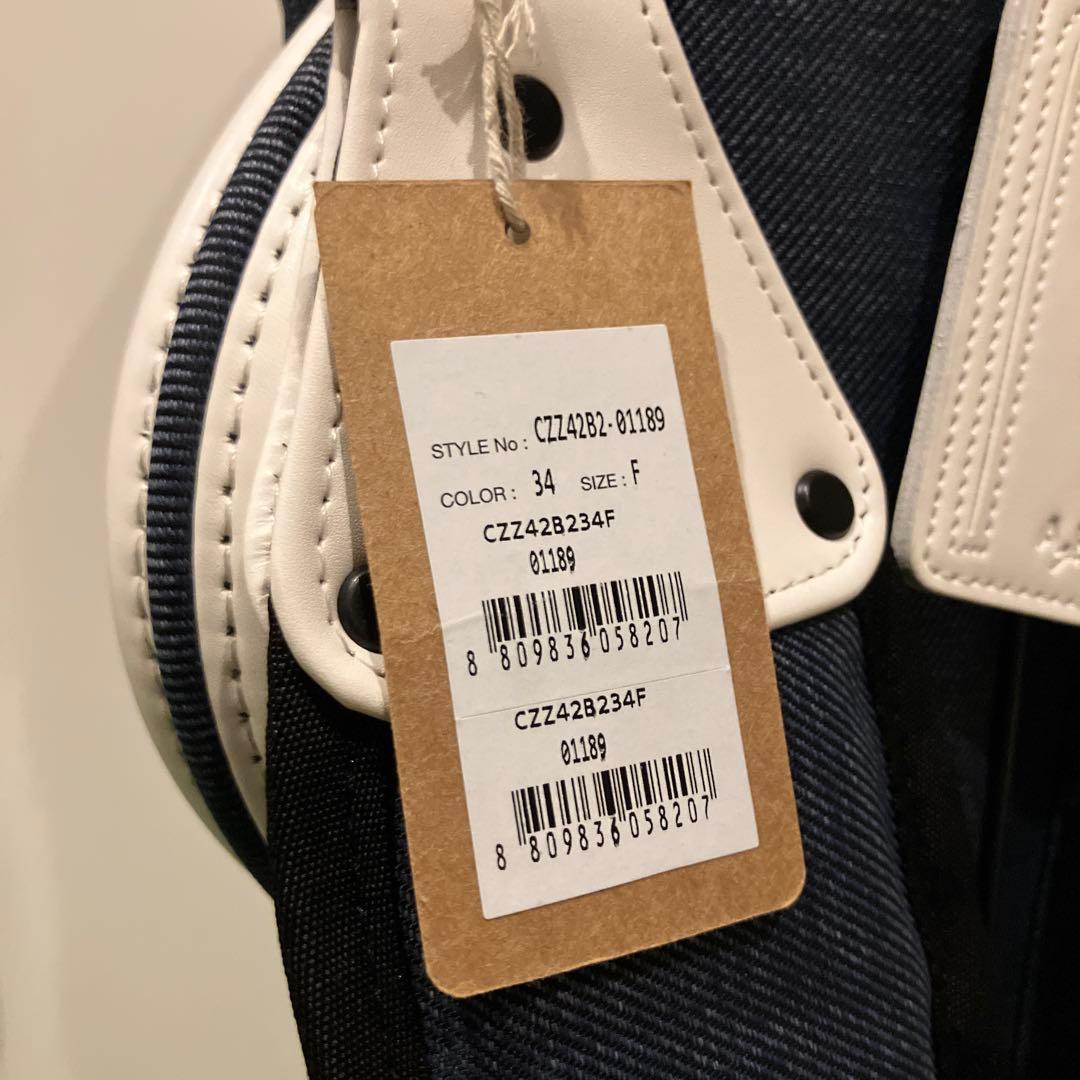 STYLE No : CZZ42B2-01189
COLOR : 34 SIZE : F
CZZ42B234F
01189
8 809836 058207
CZZ42B234F
01189
8 809836 058207